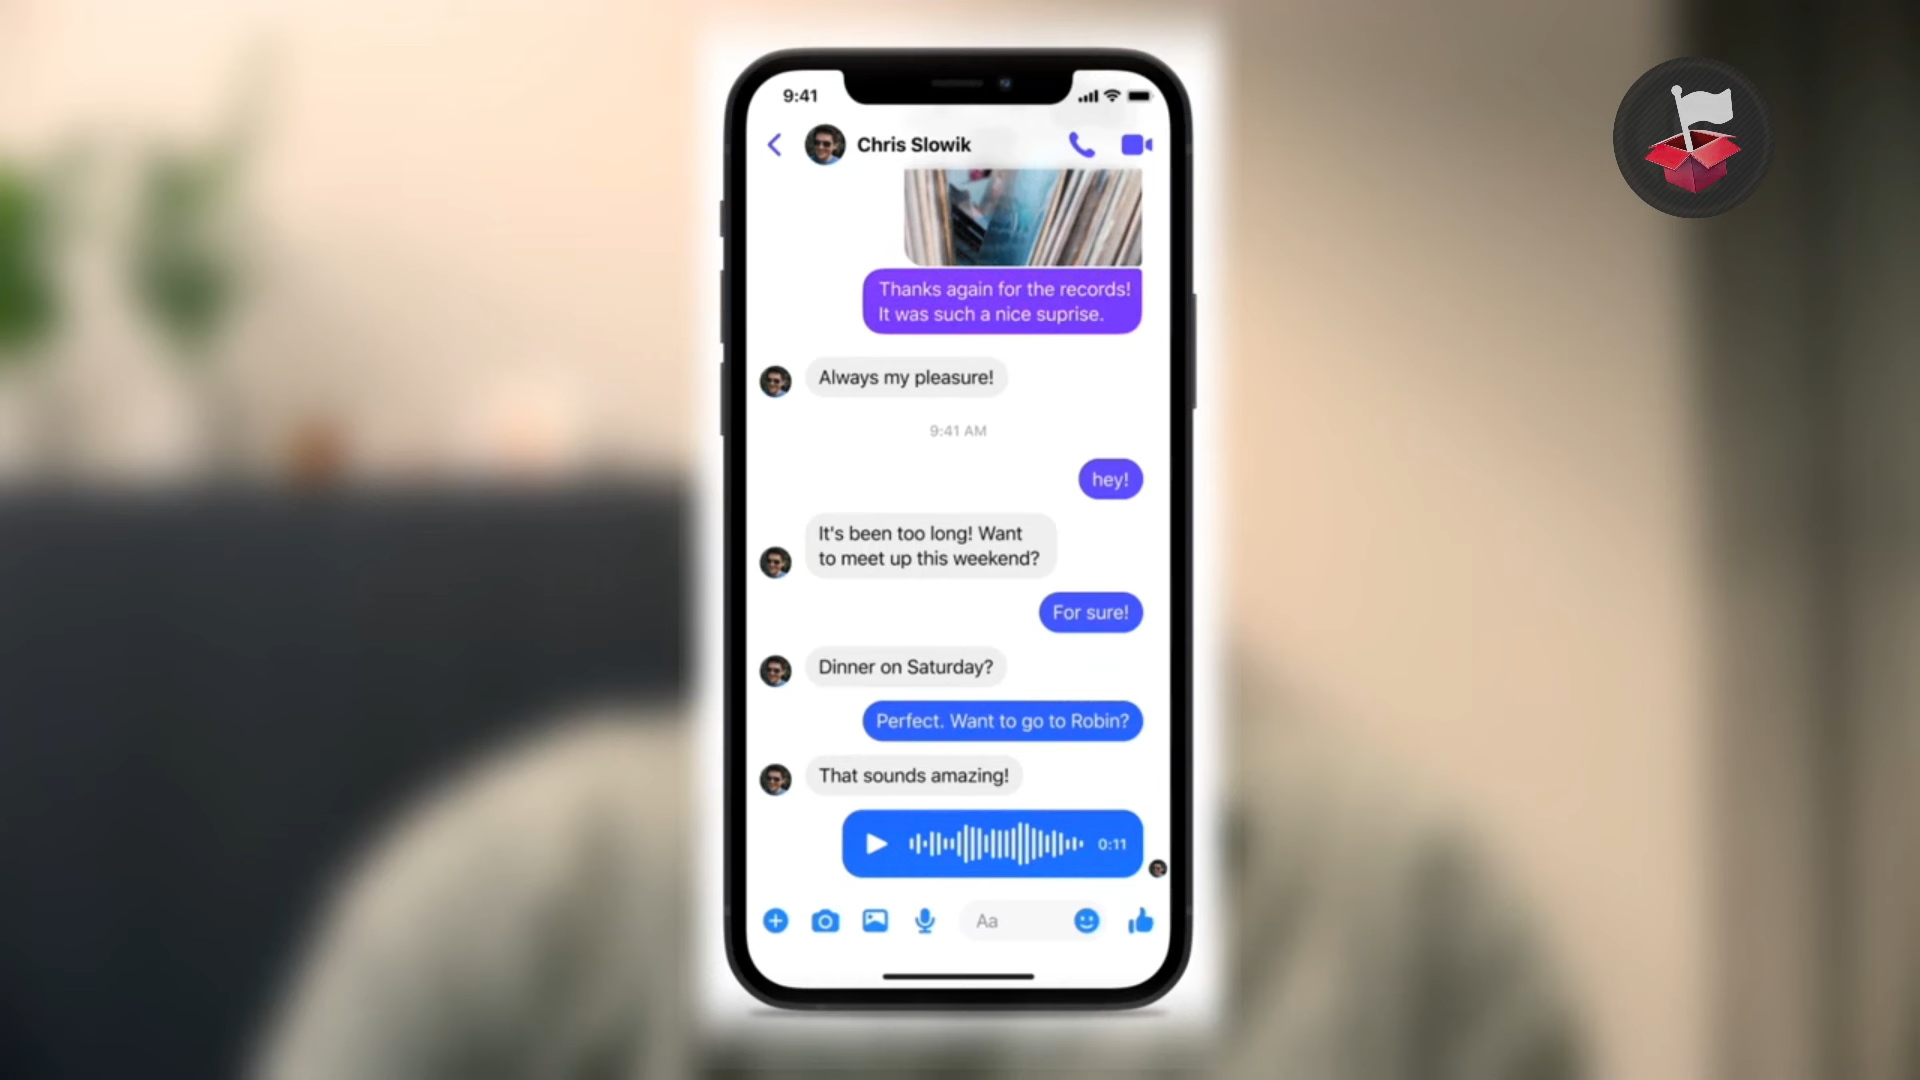 9:41
Chris Slowik
Thanks again for the records!
It was such a nice suprise.
Always my pleasure!
9:41 AM
hey!
It's been too long! Want
to meet up this weekend?
For sure!
Dinner on Saturday?
Perfect. Want to go to Robin?
That sounds amazing!
0:11
Aa